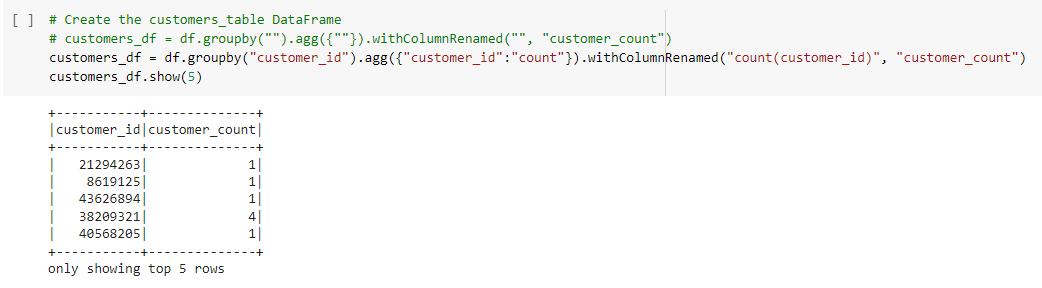 [ ] # Create the customers_table DataFrame
# customers_df = df.groupby("").agg({""}).withColumnRenamed("", "customer_count")
customers_df = df.groupby("customer_id").agg({"customer_id":"count"}).withColumnRenamed("count(customer_id)", "customer_count")
customers_df.show(5)
+-----------+--------------+
|customer_id|customer_count|
+-----------+--------------+
|   21294263|             1|
|    8619125|             1|
|   43626894|             1|
|   38209321|             4|
|   40568205|             1|
+-----------+--------------+
only showing top 5 rows